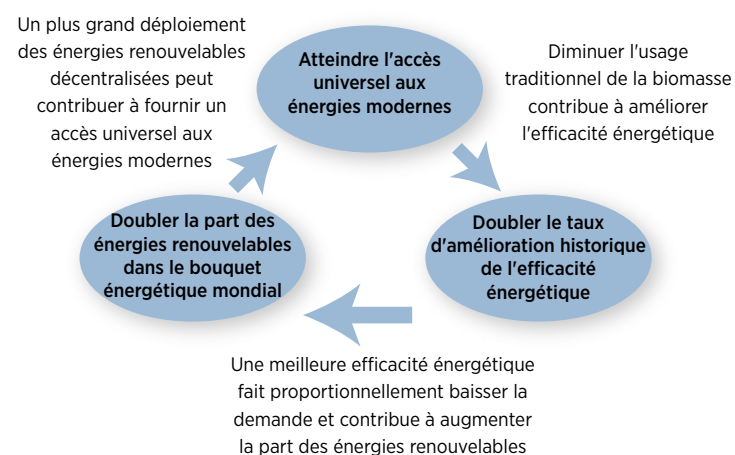 Un plus grand déploiement
des énergies renouvelables
décentralisées peut
contribuer à fournir un
accès universel aux
énergies modernes
Atteindre l'accès
universel aux
énergies modernes
Diminuer l'usage
traditionnel de la biomasse
contribue à améliorer
l'efficacité énergétique
Doubler la part des
énergies renouvelables
dans le bouquet
énergétique mondial
Doubler le taux
d'amélioration historique
de l'efficacité
énergétique
Une meilleure efficacité énergétique
fait proportionnellement baisser la
demande et contribue à augmenter
la part des énergies renouvelables